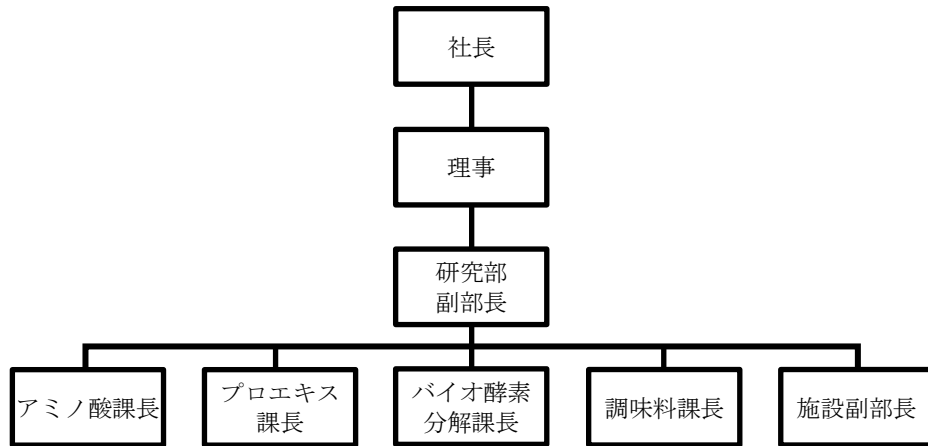 社長
理事
研究部
副部長
アミノ酸課長
プロエキス
課長
バイオ酵素
分解課長
調味料課長
施設副部長